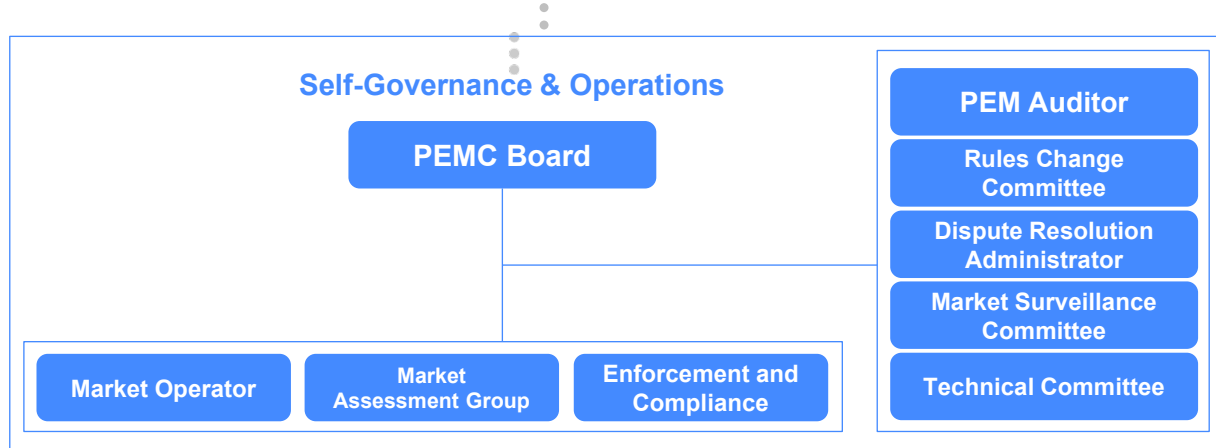 Self-Governance & Operations
PEMC Board
PEM Auditor
Rules Change
Committee
Dispute Resolution
Administrator
Market Surveillance
Committee
Technical Committee
Market Operator
Market
Assessment Group
Enforcement and
Compliance